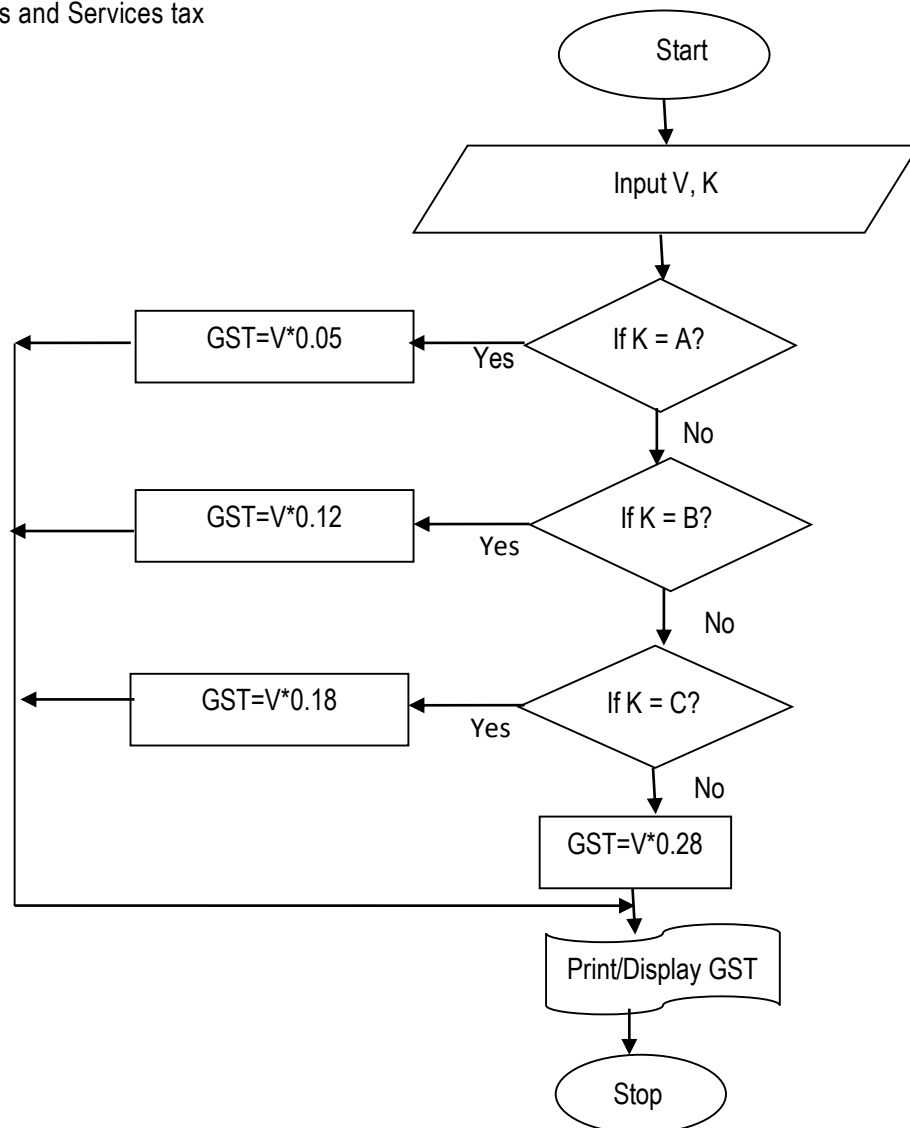 s and Services tax
Start
Input V, K
If K = A?
Yes
GST=V*0.05
No
If K = B?
Yes
GST=V*0.12
No
If K = C?
Yes
GST=V*0.18
No
GST=V*0.28
Print/Display GST
Stop